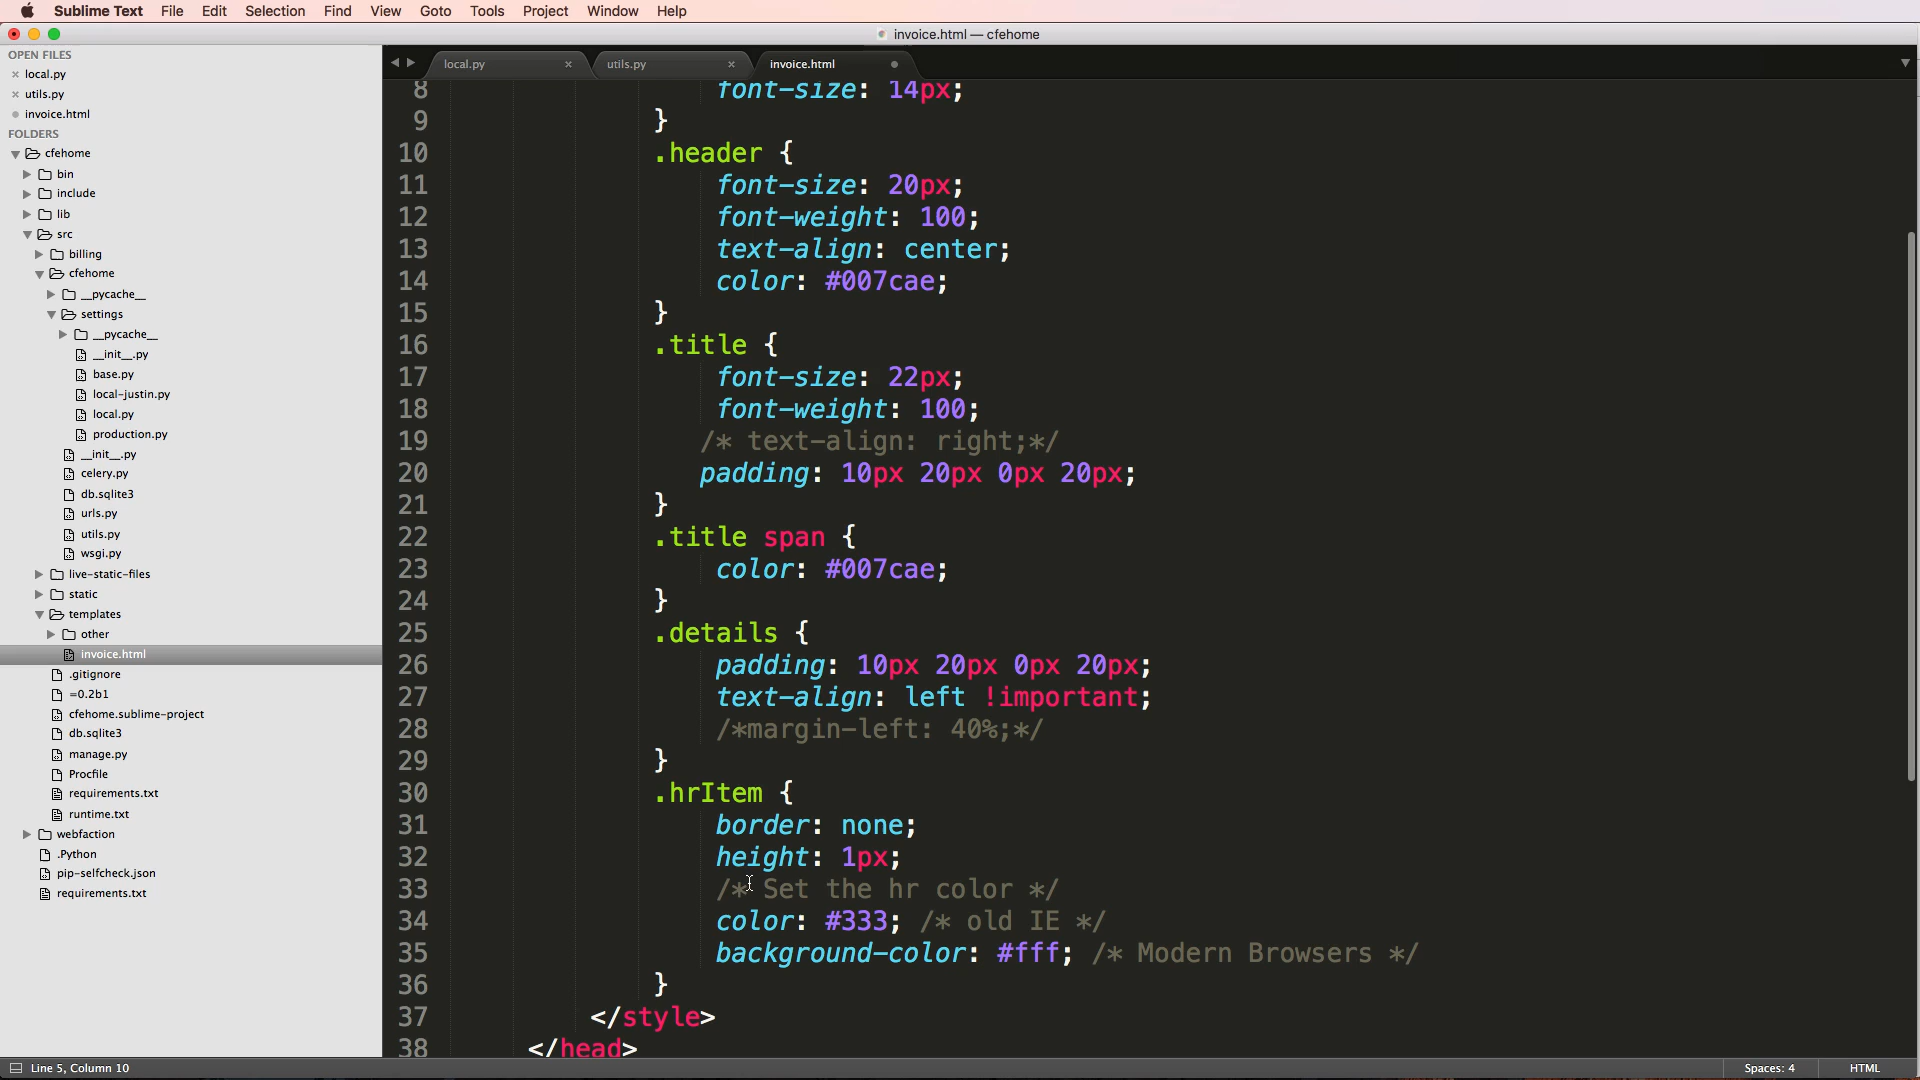 Sublime Text File Edit Selection Find View Goto Tools Project Window Help
invoice.html — cfehome
OPEN FILES
local.py
utils.py
invoice.html
FOLDERS
cfehome
bin
include
lib
src
billing
cfehome
__pycache__
settings
__pycache__
__init__.py
base.py
local-justin.py
local.py
production.py
__init__.py
celery.py
db.sqlite3
urls.py
utils.py
wsgi.py
live-static-files
static
templates
other
invoice.html
.gitignore
=0.2b1
cfehome.sublime-project
db.sqlite3
manage.py
Procfile
requirements.txt
runtime.txt
webfaction
.Python
pip-selfcheck.json
requirements.txt
local.py utils.py invoice.html
8 font-size: 14px;
9 }
10 .header {
11 font-size: 20px;
12 font-weight: 100;
13 text-align: center;
14 color: #007cae;
15 }
16 .title {
17 font-size: 22px;
18 font-weight: 100;
19 /* text-align: right;*/
20 padding: 10px 20px 0px 20px;
21 }
22 .title span {
23 color: #007cae;
24 }
25 .details {
26 padding: 10px 20px 0px 20px;
27 text-align: left !important;
28 /*margin-left: 40%;*/
29 }
30 .hrItem {
31 border: none;
32 height: 1px;
33 /* Set the hr color */
34 color: #333; /* old IE */
35 background-color: #fff; /* Modern Browsers */
36 }
37 </style>
38 </head>
Line 5, Column 10 Spaces: 4 HTML